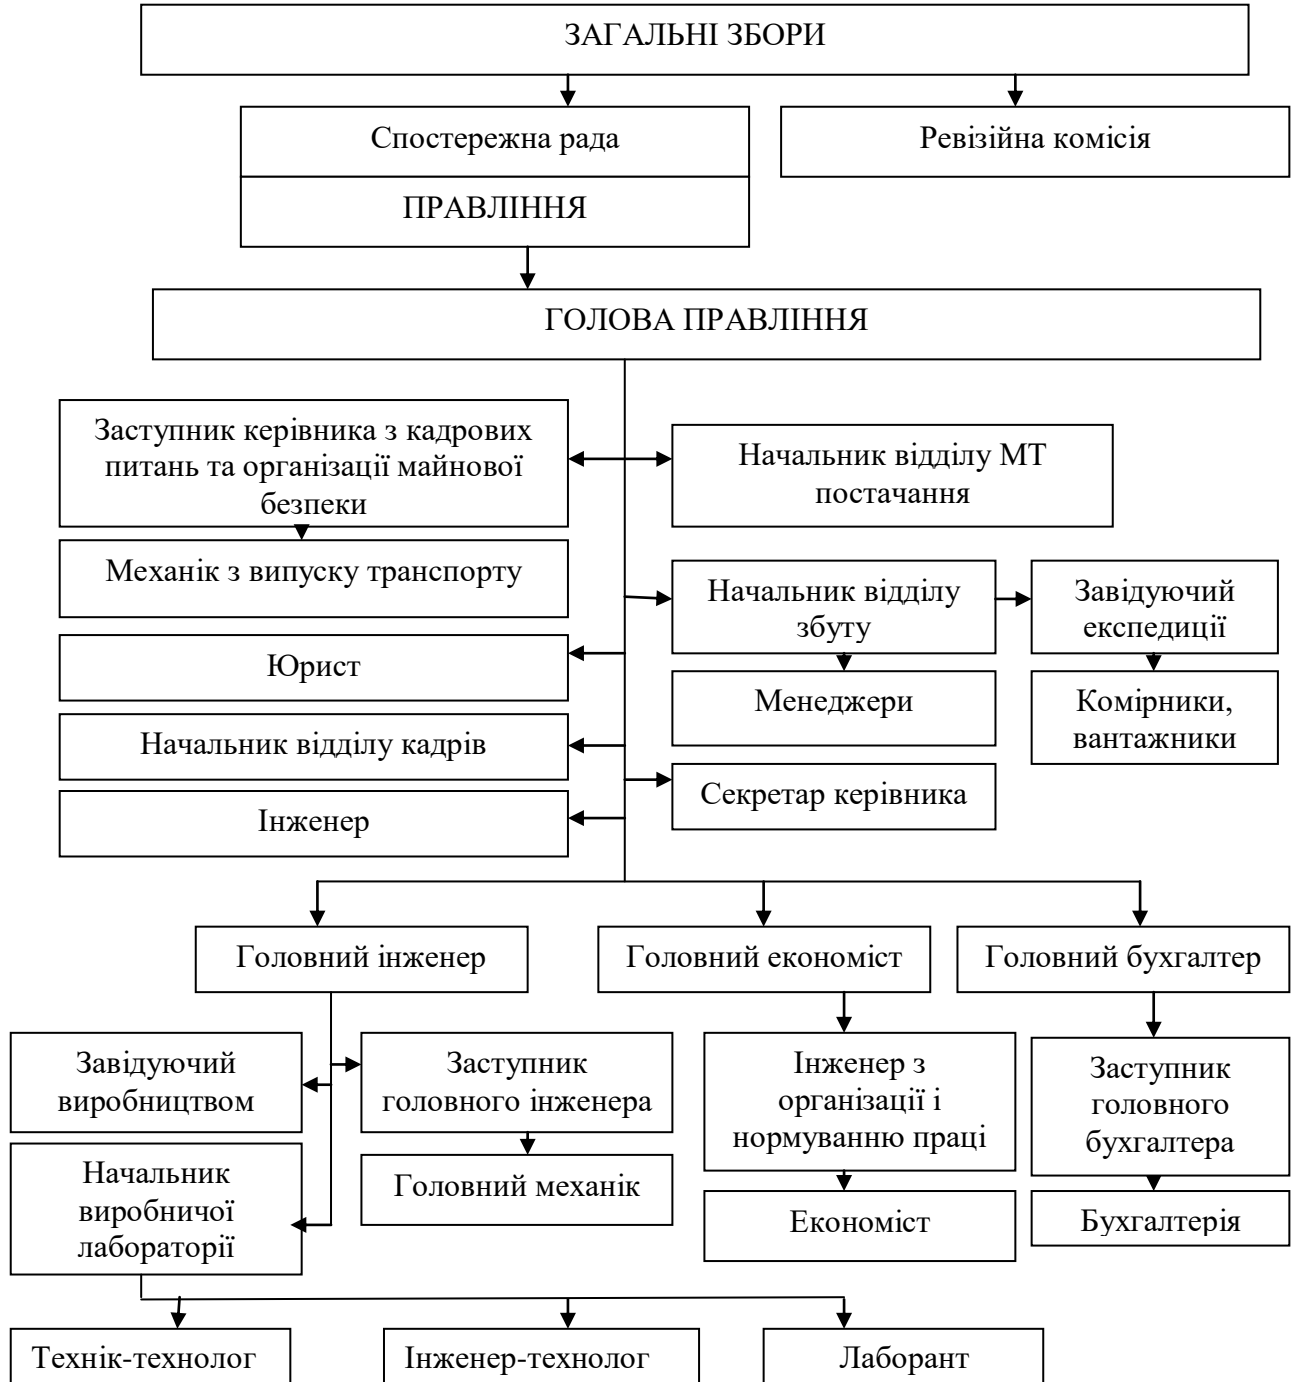 ЗАГАЛЬНІ ЗБОРИ
Спостережна рада
Ревізійна комісія
ПРАВЛІННЯ
ГОЛОВА ПРАВЛІННЯ
Заступник керівника з кадрових
питань та організації майнової
безпеки
Начальник відділу МТ
постачання
Механік з випуску транспорту
Начальник відділу
збуту
Завідуючий
експедиції
Юрист
Менеджери
Комірники,
вантажники
Начальник відділу кадрів
Секретар керівника
Інженер
Головний інженер
Головний економіст
Головний бухгалтер
Завідуючий
виробництвом
Заступник
головного інженера
Інженер з
організації і
нормуванню праці
Заступник
головного
бухгалтера
Начальник
виробничої
лабораторії
Головний механік
Економіст
Бухгалтерія
Технік-технолог
Інженер-технолог
Лаборант